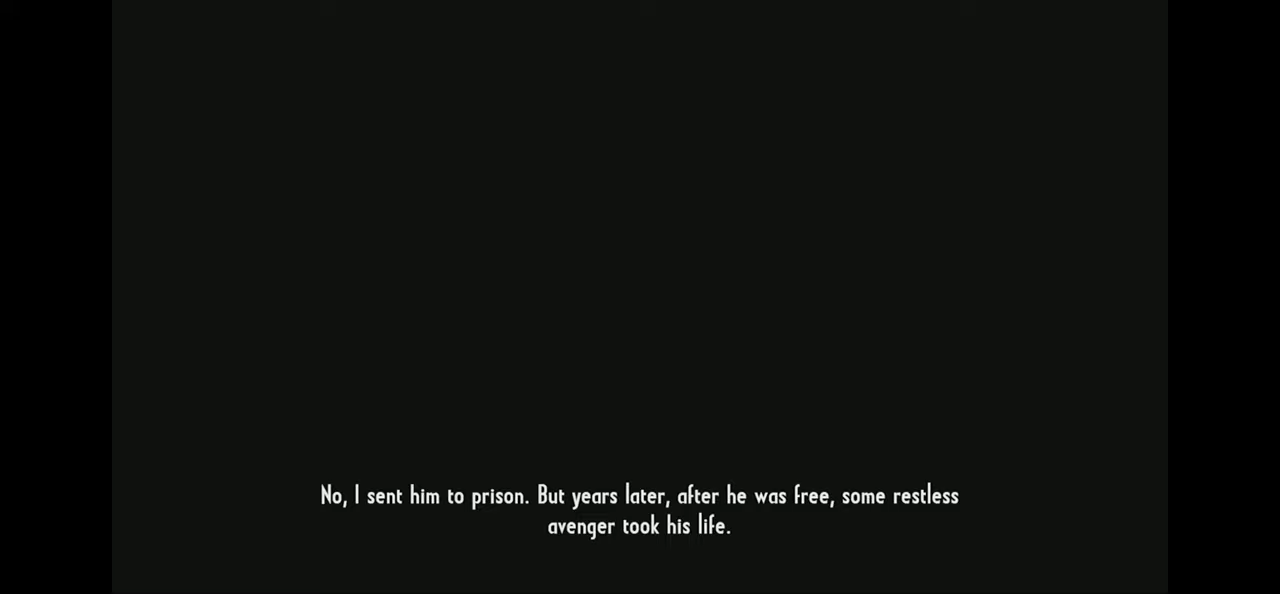 No, I sent him to prison. But years later, after he was free, some restless
avenger took his life.